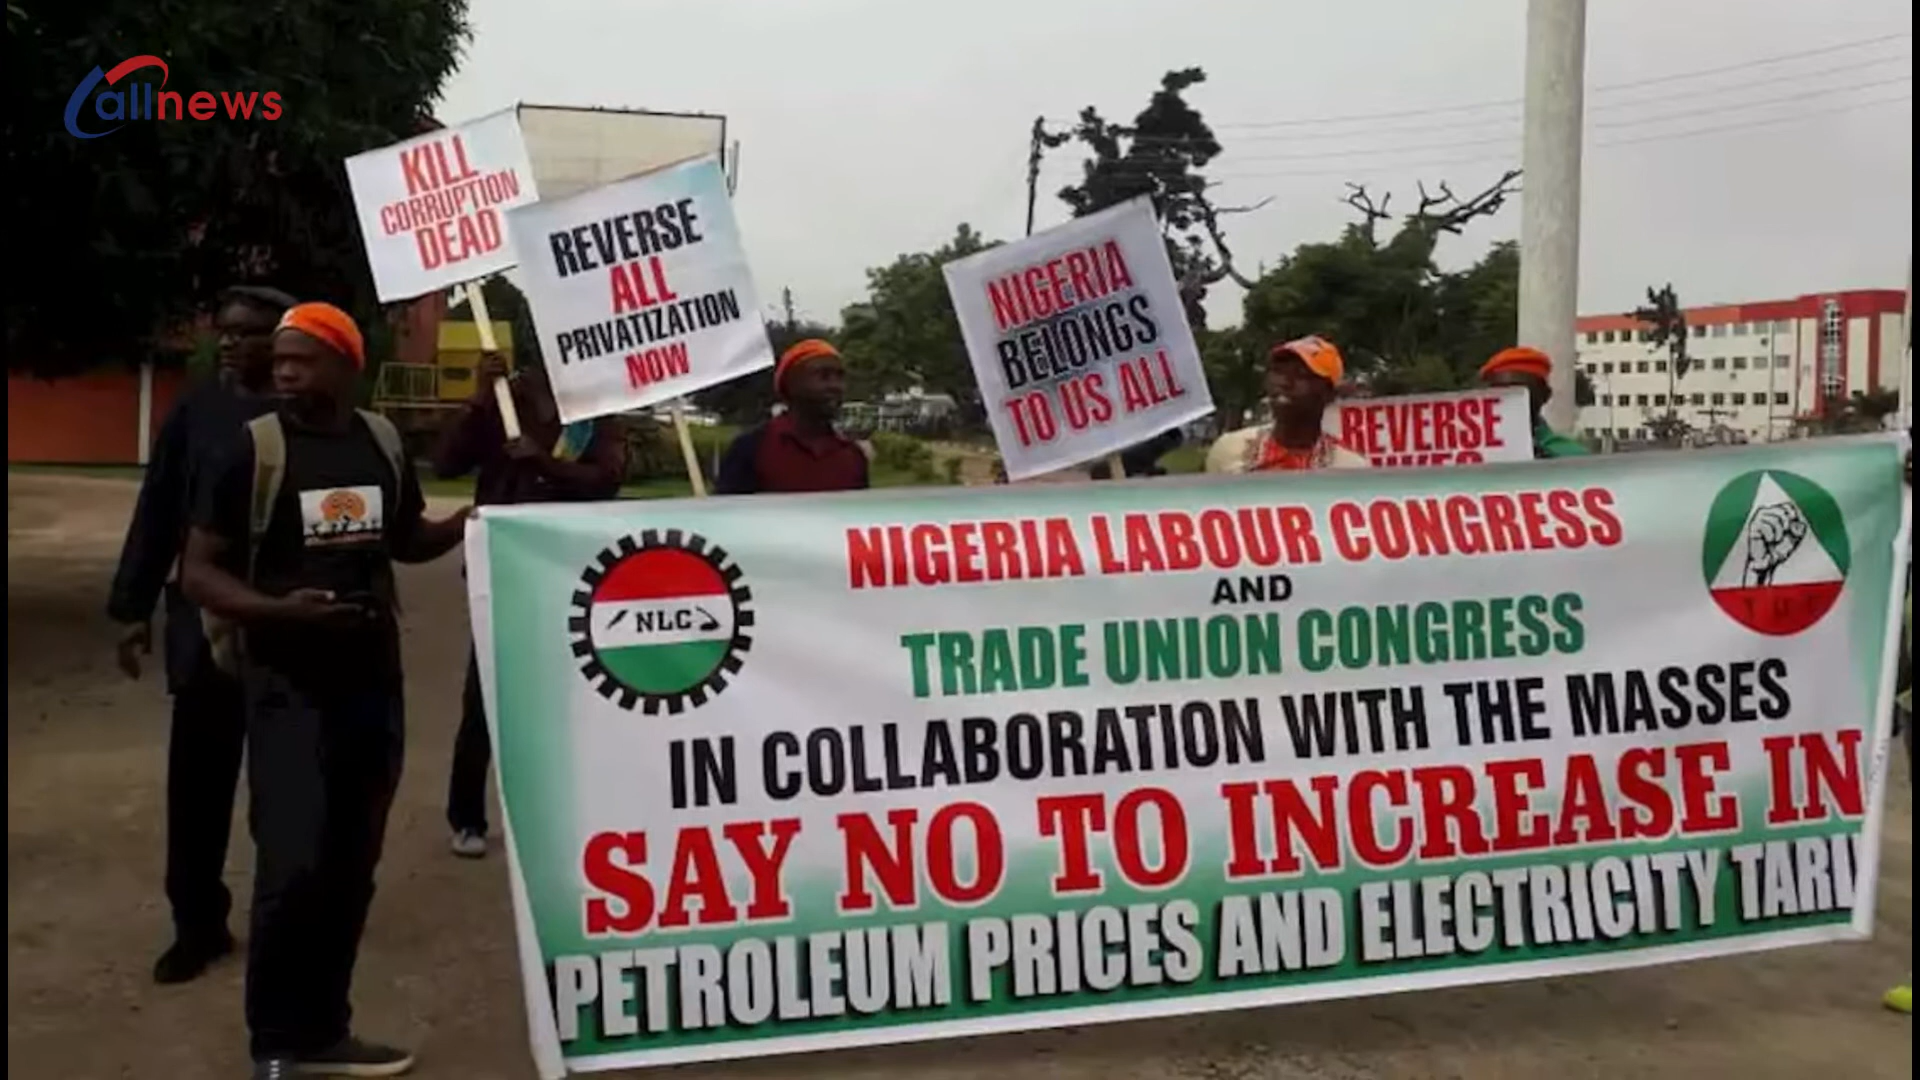 allnews
KILL
CORRUPTION
DEAD
REVERSE
ALL
PRIVATIZATION
NOW
NIGERIA
BELONGS
TO US ALL
REVERSE
NIGERIA LABOUR CONGRESS
AND
TRADE UNION CONGRESS
IN COLLABORATION WITH THE MASSES
SAY NO TO INCREASE IN
PETROLEUM PRICES AND ELECTRICITY
NLC